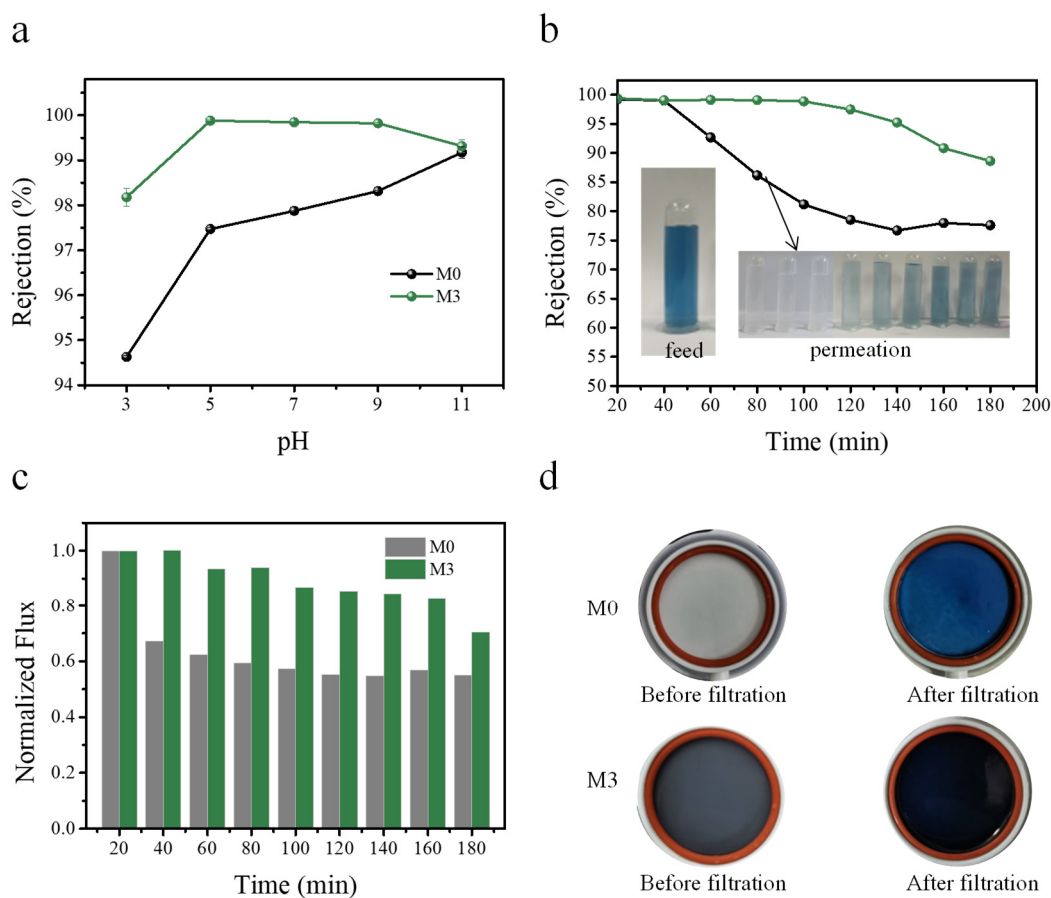 a
100
99
98
97
96
95
94
Rejection (%)
M0
M3
3 5 7 9 11
pH
b
100
95
90
85
80
75
70
65
60
55
50
Rejection (%)
feed
permeation
20 40 60 80 100 120 140 160 180 200
Time (min)
c
1.0
0.8
0.6
0.4
0.2
0.0
Normalized Flux
M0
M3
20 40 60 80 100 120 140 160 180
Time (min)
d
M0
Before filtration After filtration
M3
Before filtration After filtration